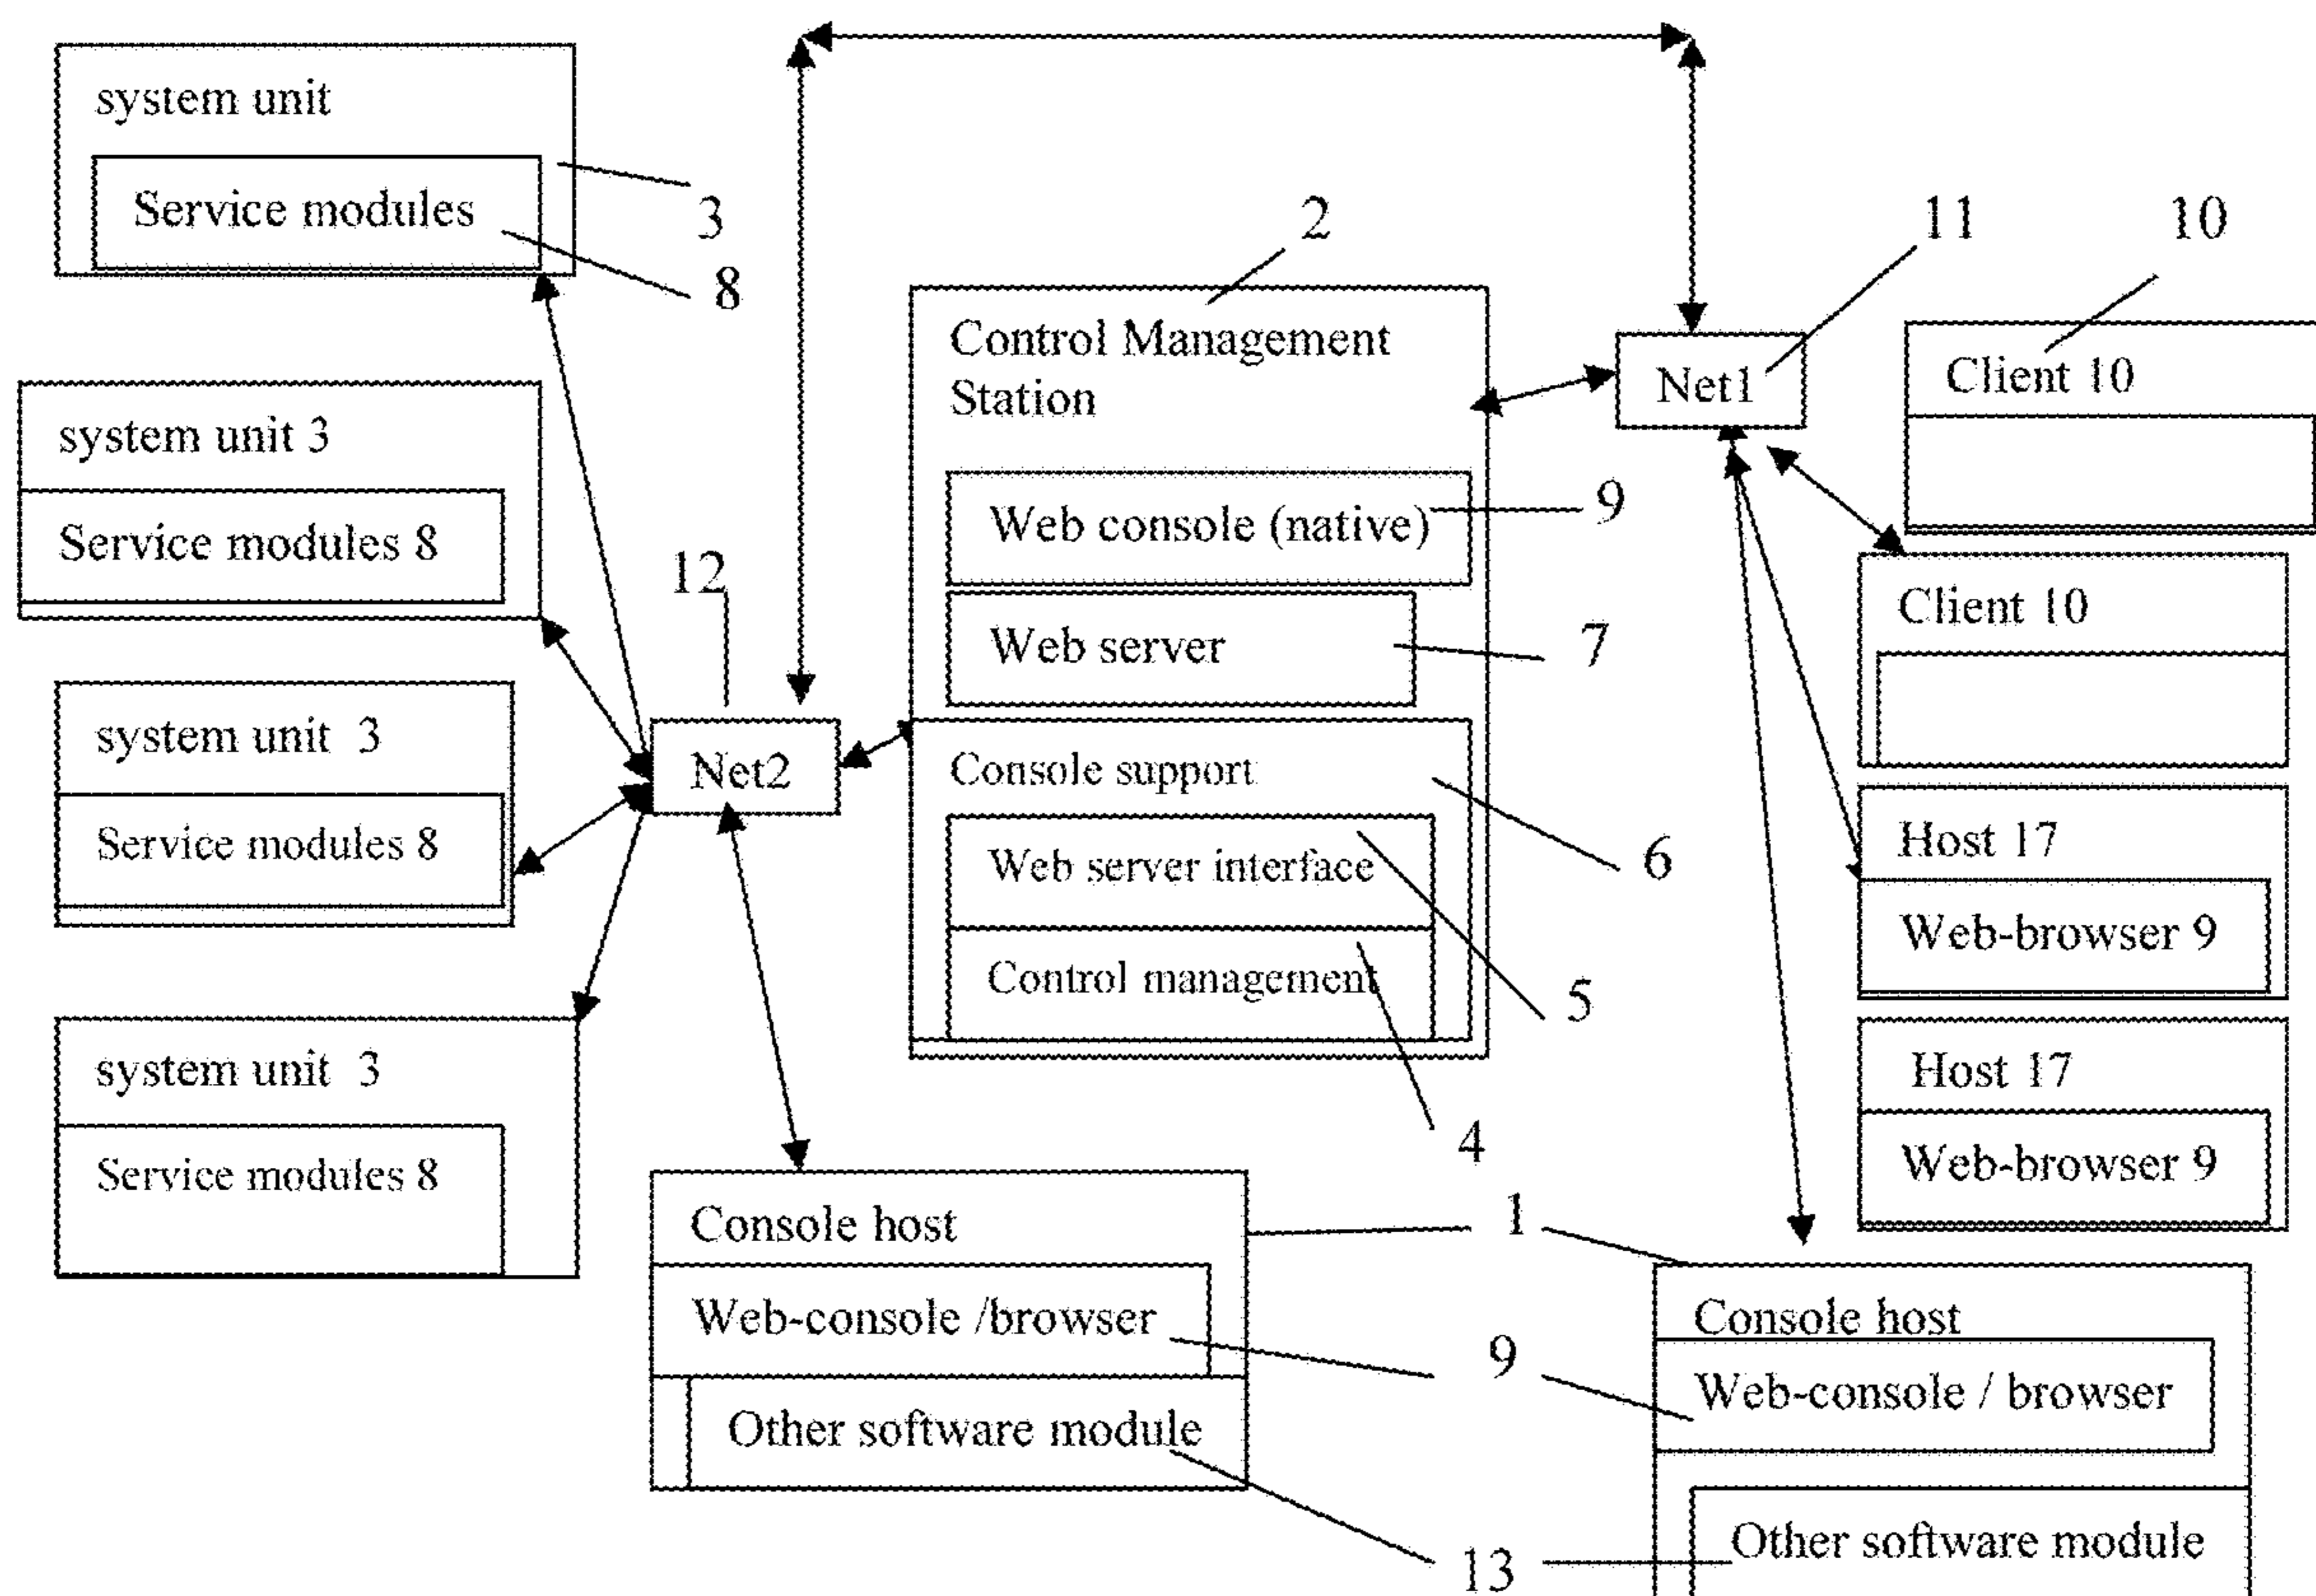 system unit
Service modules
3
8
system unit 3
Service modules 8
system unit 3
Service modules 8
system unit 3
Service modules 8
12
Net2
2
Control Management
Station
Web console (native)
9
Web server
7
Console support
6
Web server interface
5
Control management
4
11
Net1
10
Client 10
Client 10
Host 17
Web-browser 9
Host 17
Web-browser 9
Console host
1
Web-console /browser
9
Other software module
13
Console host
Web-console / browser
Other software module